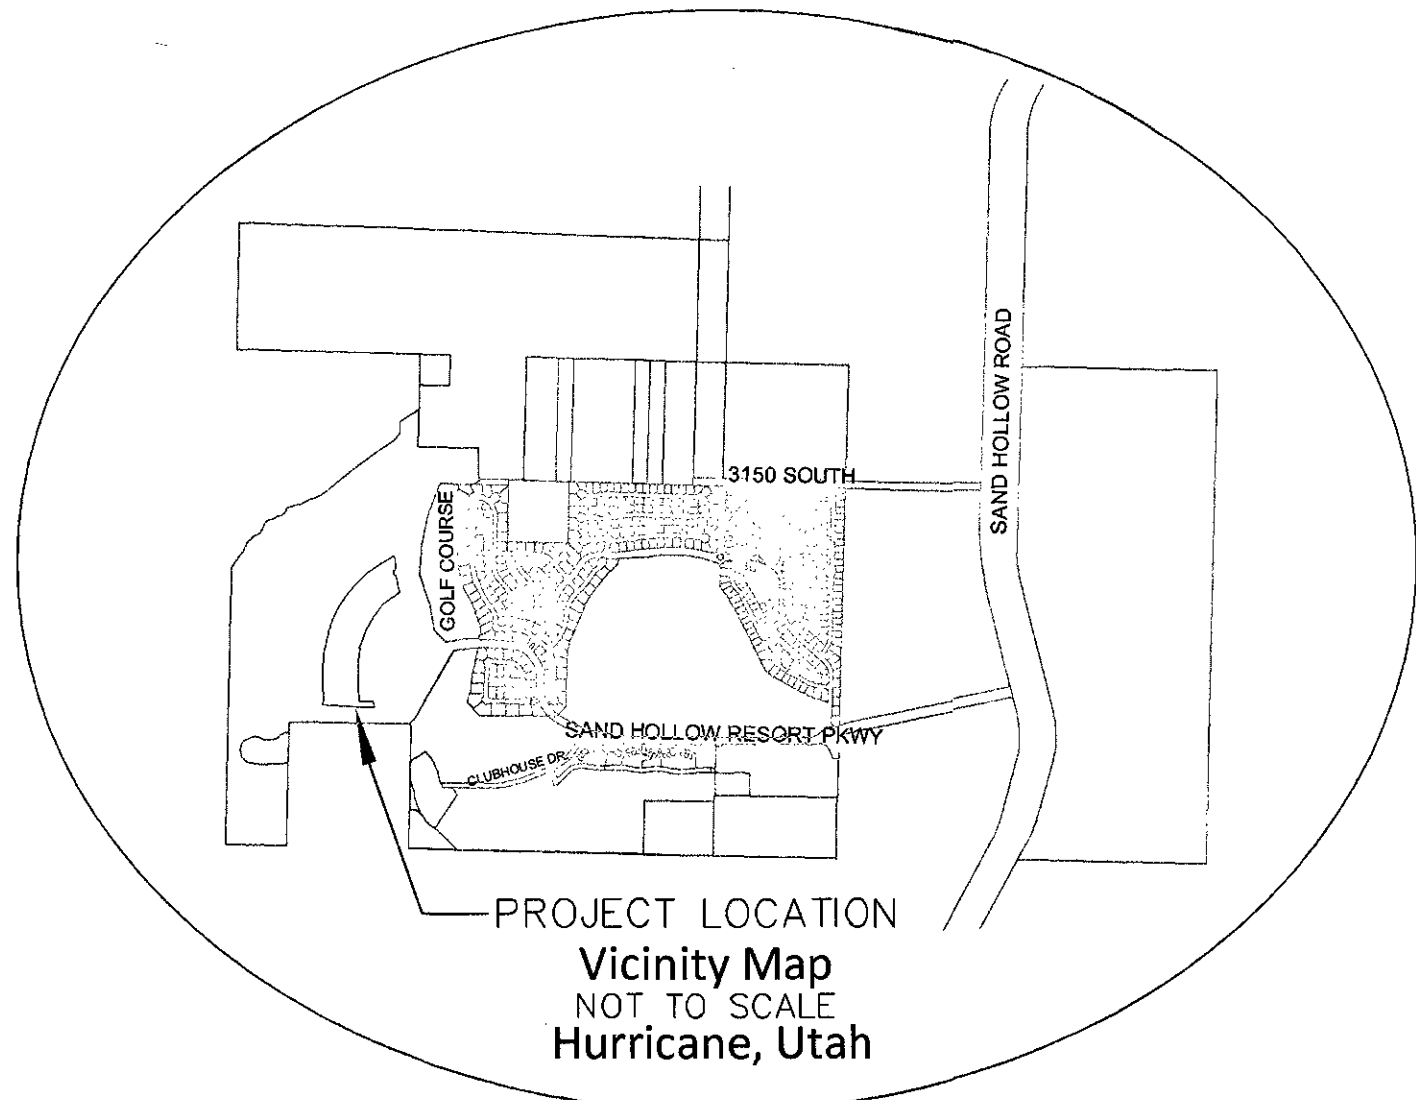 SAND HOLLOW ROAD
3150 SOUTH
GOLF COURSE
SAND HOLLOW RESORT PKWY
CLUBHOUSE DR.
PROJECT LOCATION
Vicinity Map
NOT TO SCALE
Hurricane, Utah